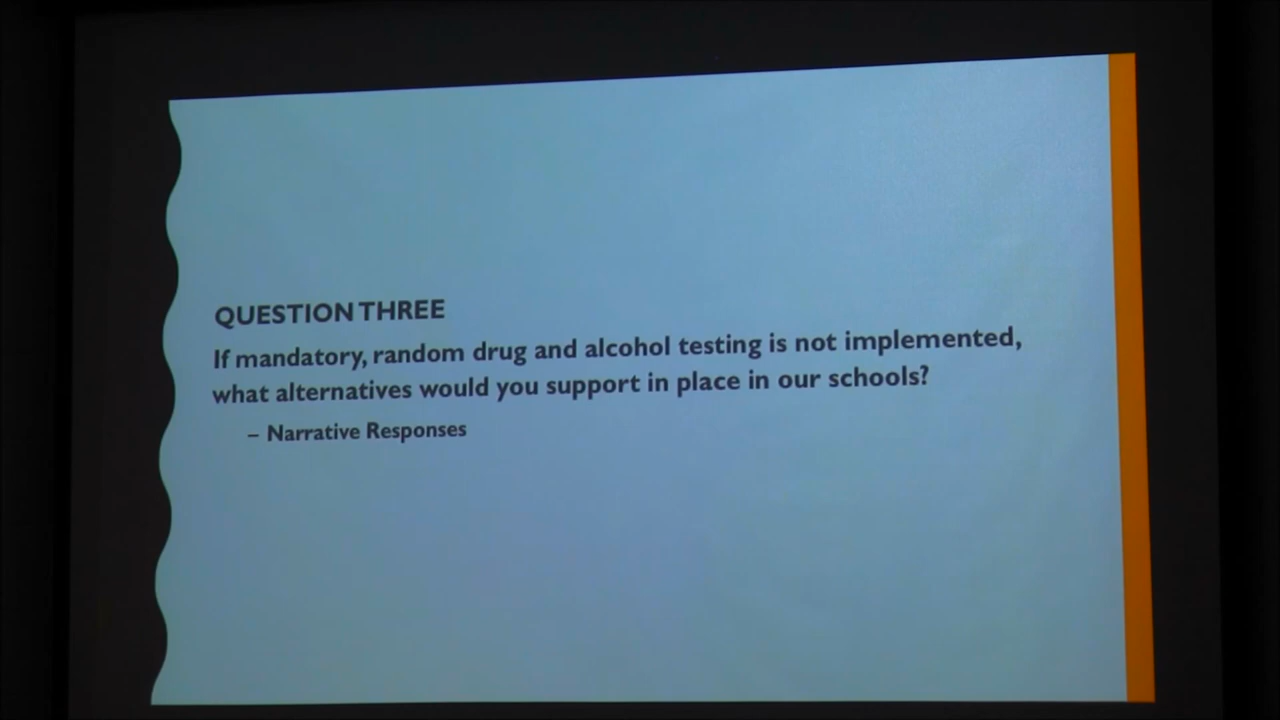 QUESTION THREE
If mandatory, random drug and alcohol testing is not implemented,
what alternatives would you support in place in our schools?
– Narrative Responses